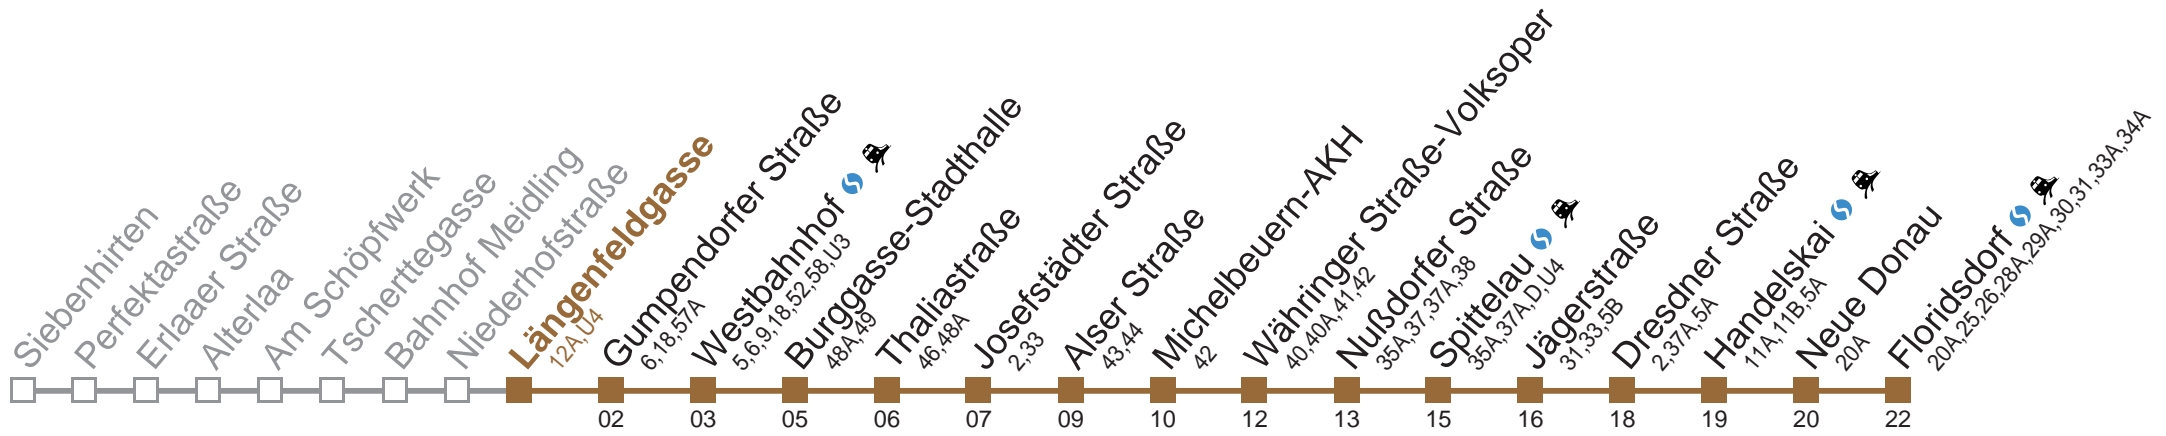 Siebenhirten
Perfektastraße
Erlaaer Straße
Alterlaa
Am Schöpfwerk
Tscherttegasse
Bahnhof Meidling
Niederhofstraße
Längenfeldgasse
12A,U4
Gumpendorfer Straße
6,18,57A
02
Westbahnhof
5,6,9,18,52,58,U3
03
Burggasse-Stadthalle
48A,49
05
Thaliastraße
46,48A
06
Josefstädter Straße
2,33
07
Alser Straße
43,44
09
Michelbeuern-AKH
42
10
Währinger Straße-Volksoper
40,40A,41,42
12
Nußdorfer Straße
35A,37,37A,38
13
Spittelau
35A,37A,D,U4
15
Jägerstraße
31,33,5B
16
Dresdner Straße
2,37A,5A
18
Handelskai
11A,11B,5A
19
Neue Donau
20A
20
Floridsdorf
20A,25,26,28A,29A,30,31,33A,34A
22